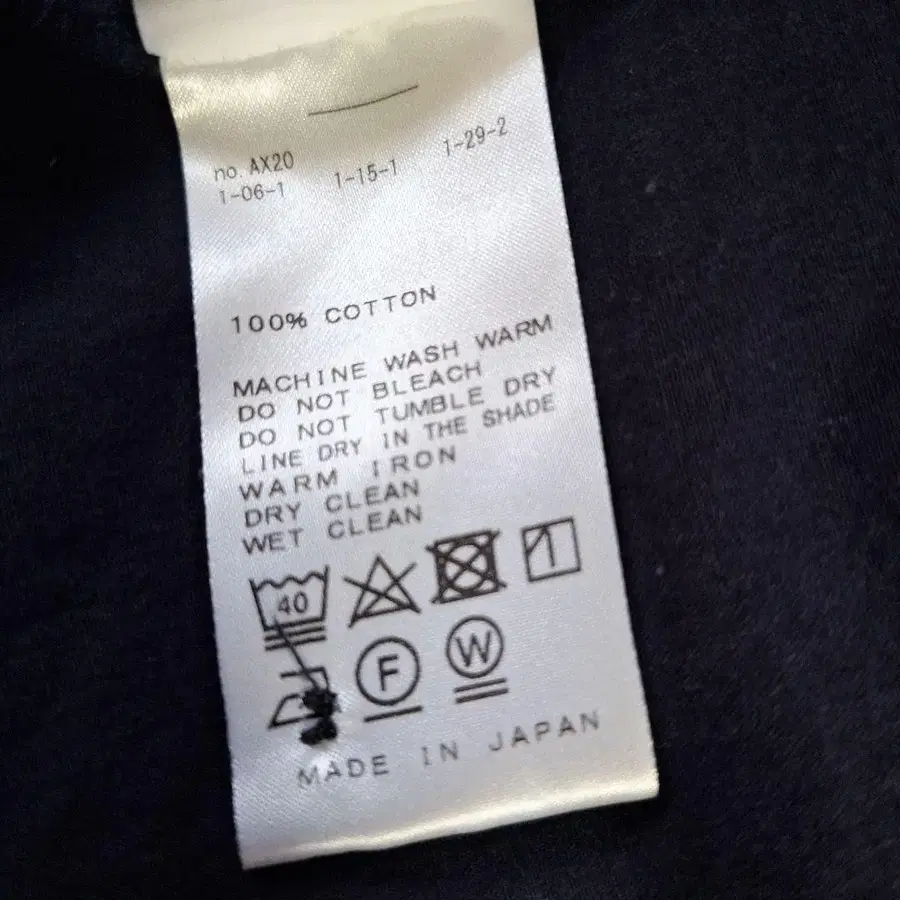 no. AX20
1-06-1 1-15-1 1-29-2
100% COTTON
MACHINE WASH WARM
DO NOT BLEACH
DO NOT TUMBLE DRY
LINE DRY IN THE SHADE
WARM IRON
DRY CLEAN
WET CLEAN
40
F W
MADE IN JAPAN